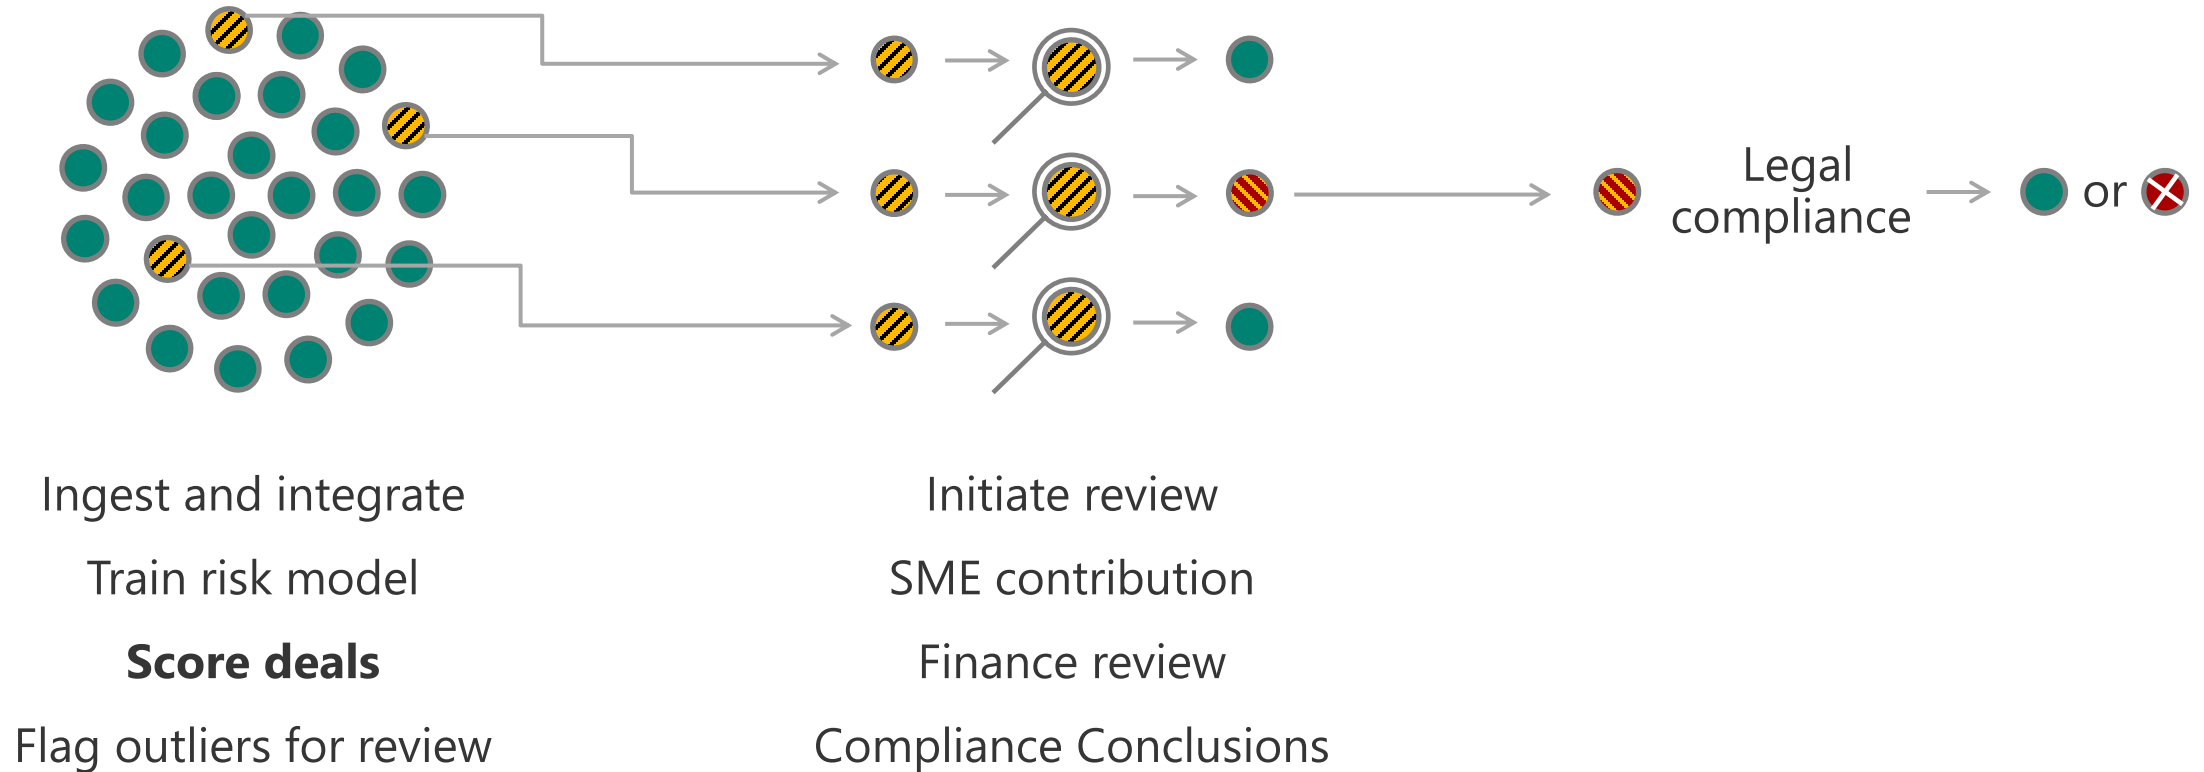 Legal
compliance
or
Ingest and integrate
Train risk model
Score deals
Flag outliers for review
Initiate review
SME contribution
Finance review
Compliance Conclusions